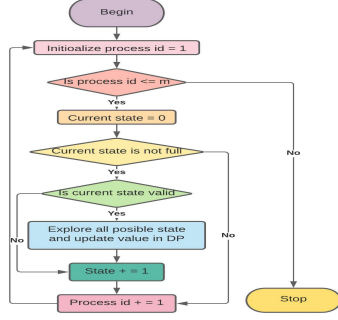 Begin
Initioalize process id = 1
Is process id <= m
Yes
Current state = 0
Current state is not full
Yes
Is current state valid
Yes
Explore all posible state
and update value in DP
State + = 1
Process id + = 1
No
No
No
Stop